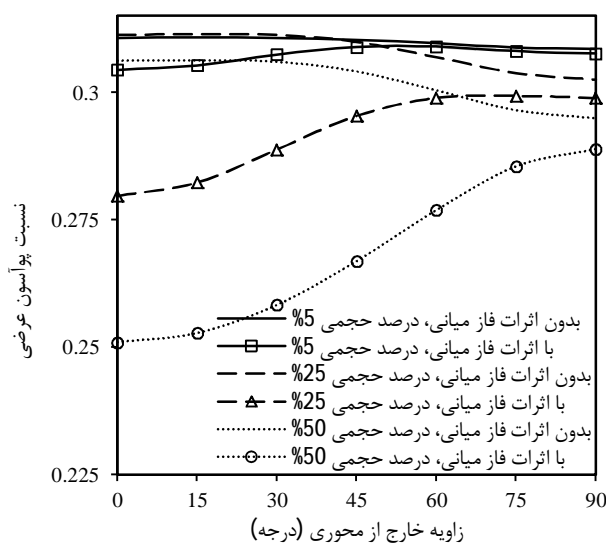 0.3
0.275
0.25
0.225
نسبت پوآسون عرضی
بدون اثرات فاز میانی، درصد حجمی 5%
با اثرات فاز میانی، درصد حجمی 5%
بدون اثرات فاز میانی، درصد حجمی 25%
با اثرات فاز میانی، درصد حجمی 25%
بدون اثرات فاز میانی، درصد حجمی 50%
با اثرات فاز میانی، درصد حجمی 50%
0 15 30 45 60 75 90
زاویه خارج از محوری (درجه)